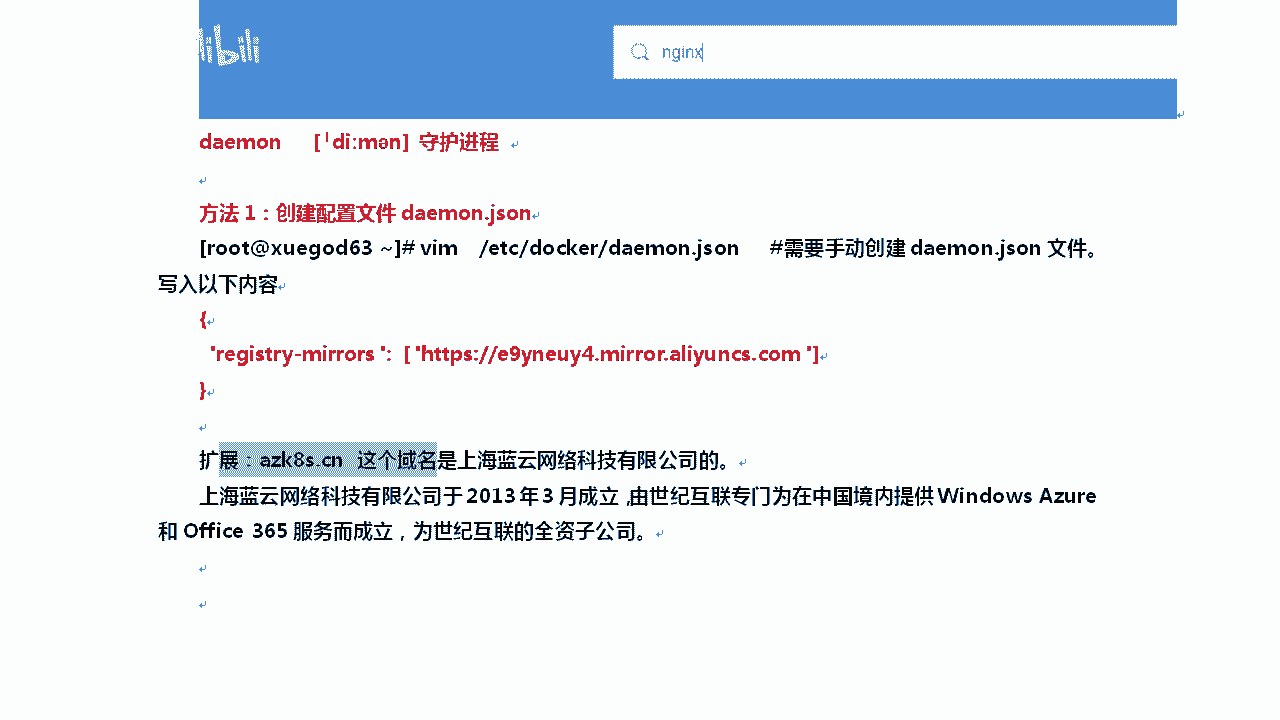 libili
nginx
daemon ['di:mən] 守护进程
方法 1：创建配置文件 daemon.json
[root@xuegod63 ~]# vim /etc/docker/daemon.json #需要手动创建 daemon.json 文件。
写入以下内容
{
"registry-mirrors": ["https://e9yneuy4.mirror.aliyuncs.com"]
}
扩展：azk8s.cn 这个域名是上海蓝云网络科技有限公司的。
上海蓝云网络科技有限公司于 2013 年 3 月成立，由世纪互联专门为在中国境内提供 Windows Azure
和 Office 365 服务而成立，为世纪互联的全资子公司。